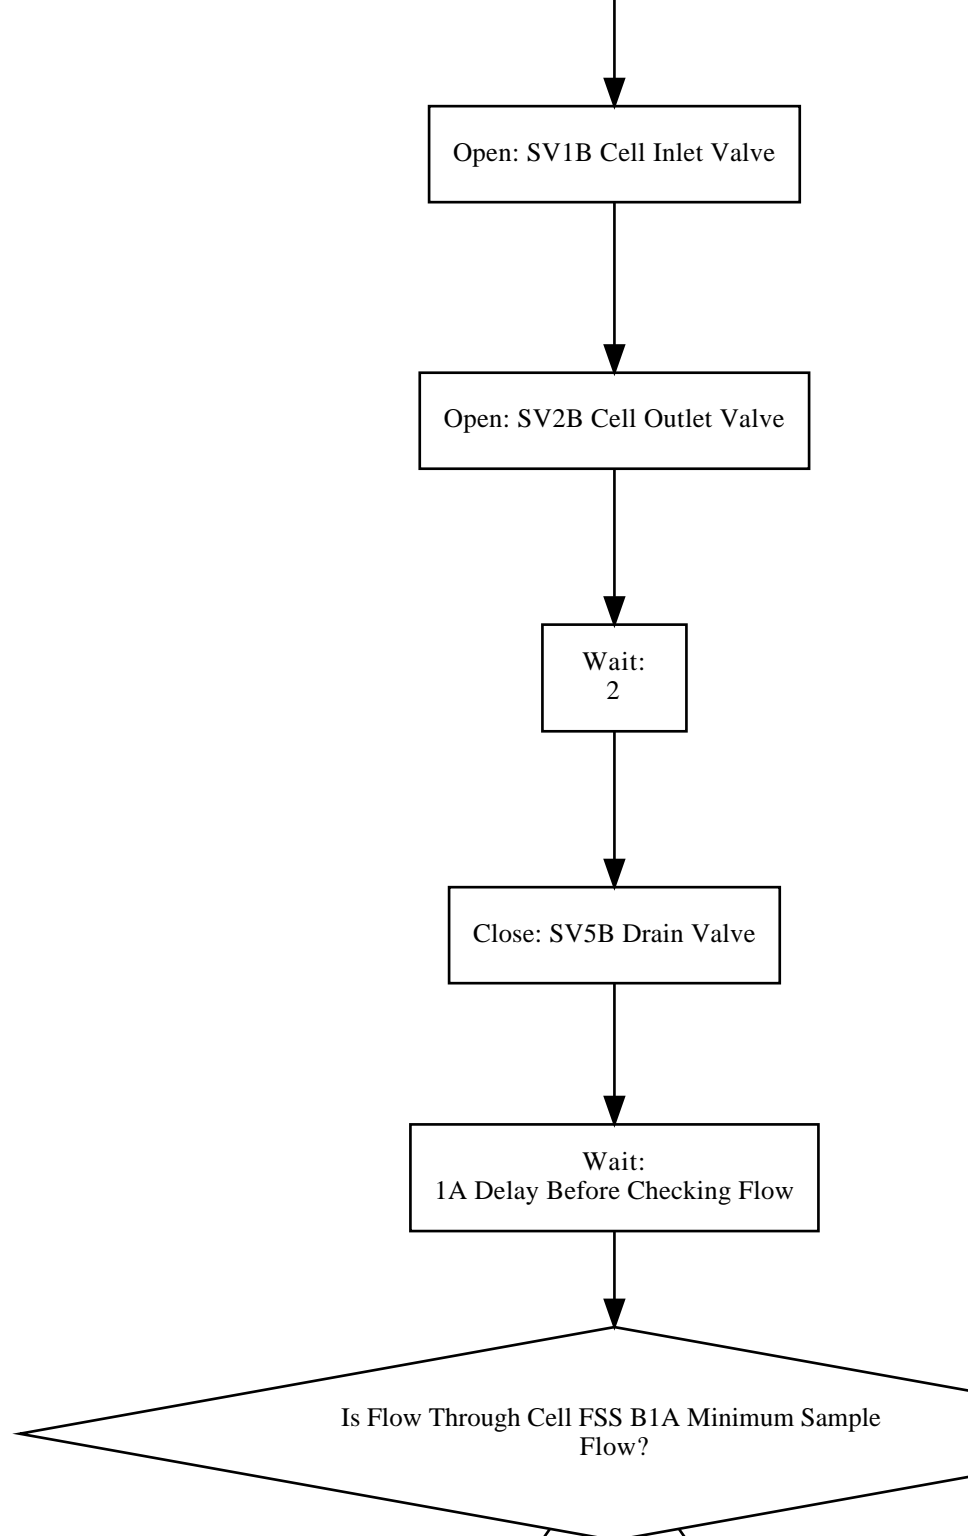 Open: SV1B Cell Inlet Valve
Open: SV2B Cell Outlet Valve
Wait:
2
Close: SV5B Drain Valve
Wait:
1A Delay Before Checking Flow
Is Flow Through Cell FSS B1A Minimum Sample
Flow?